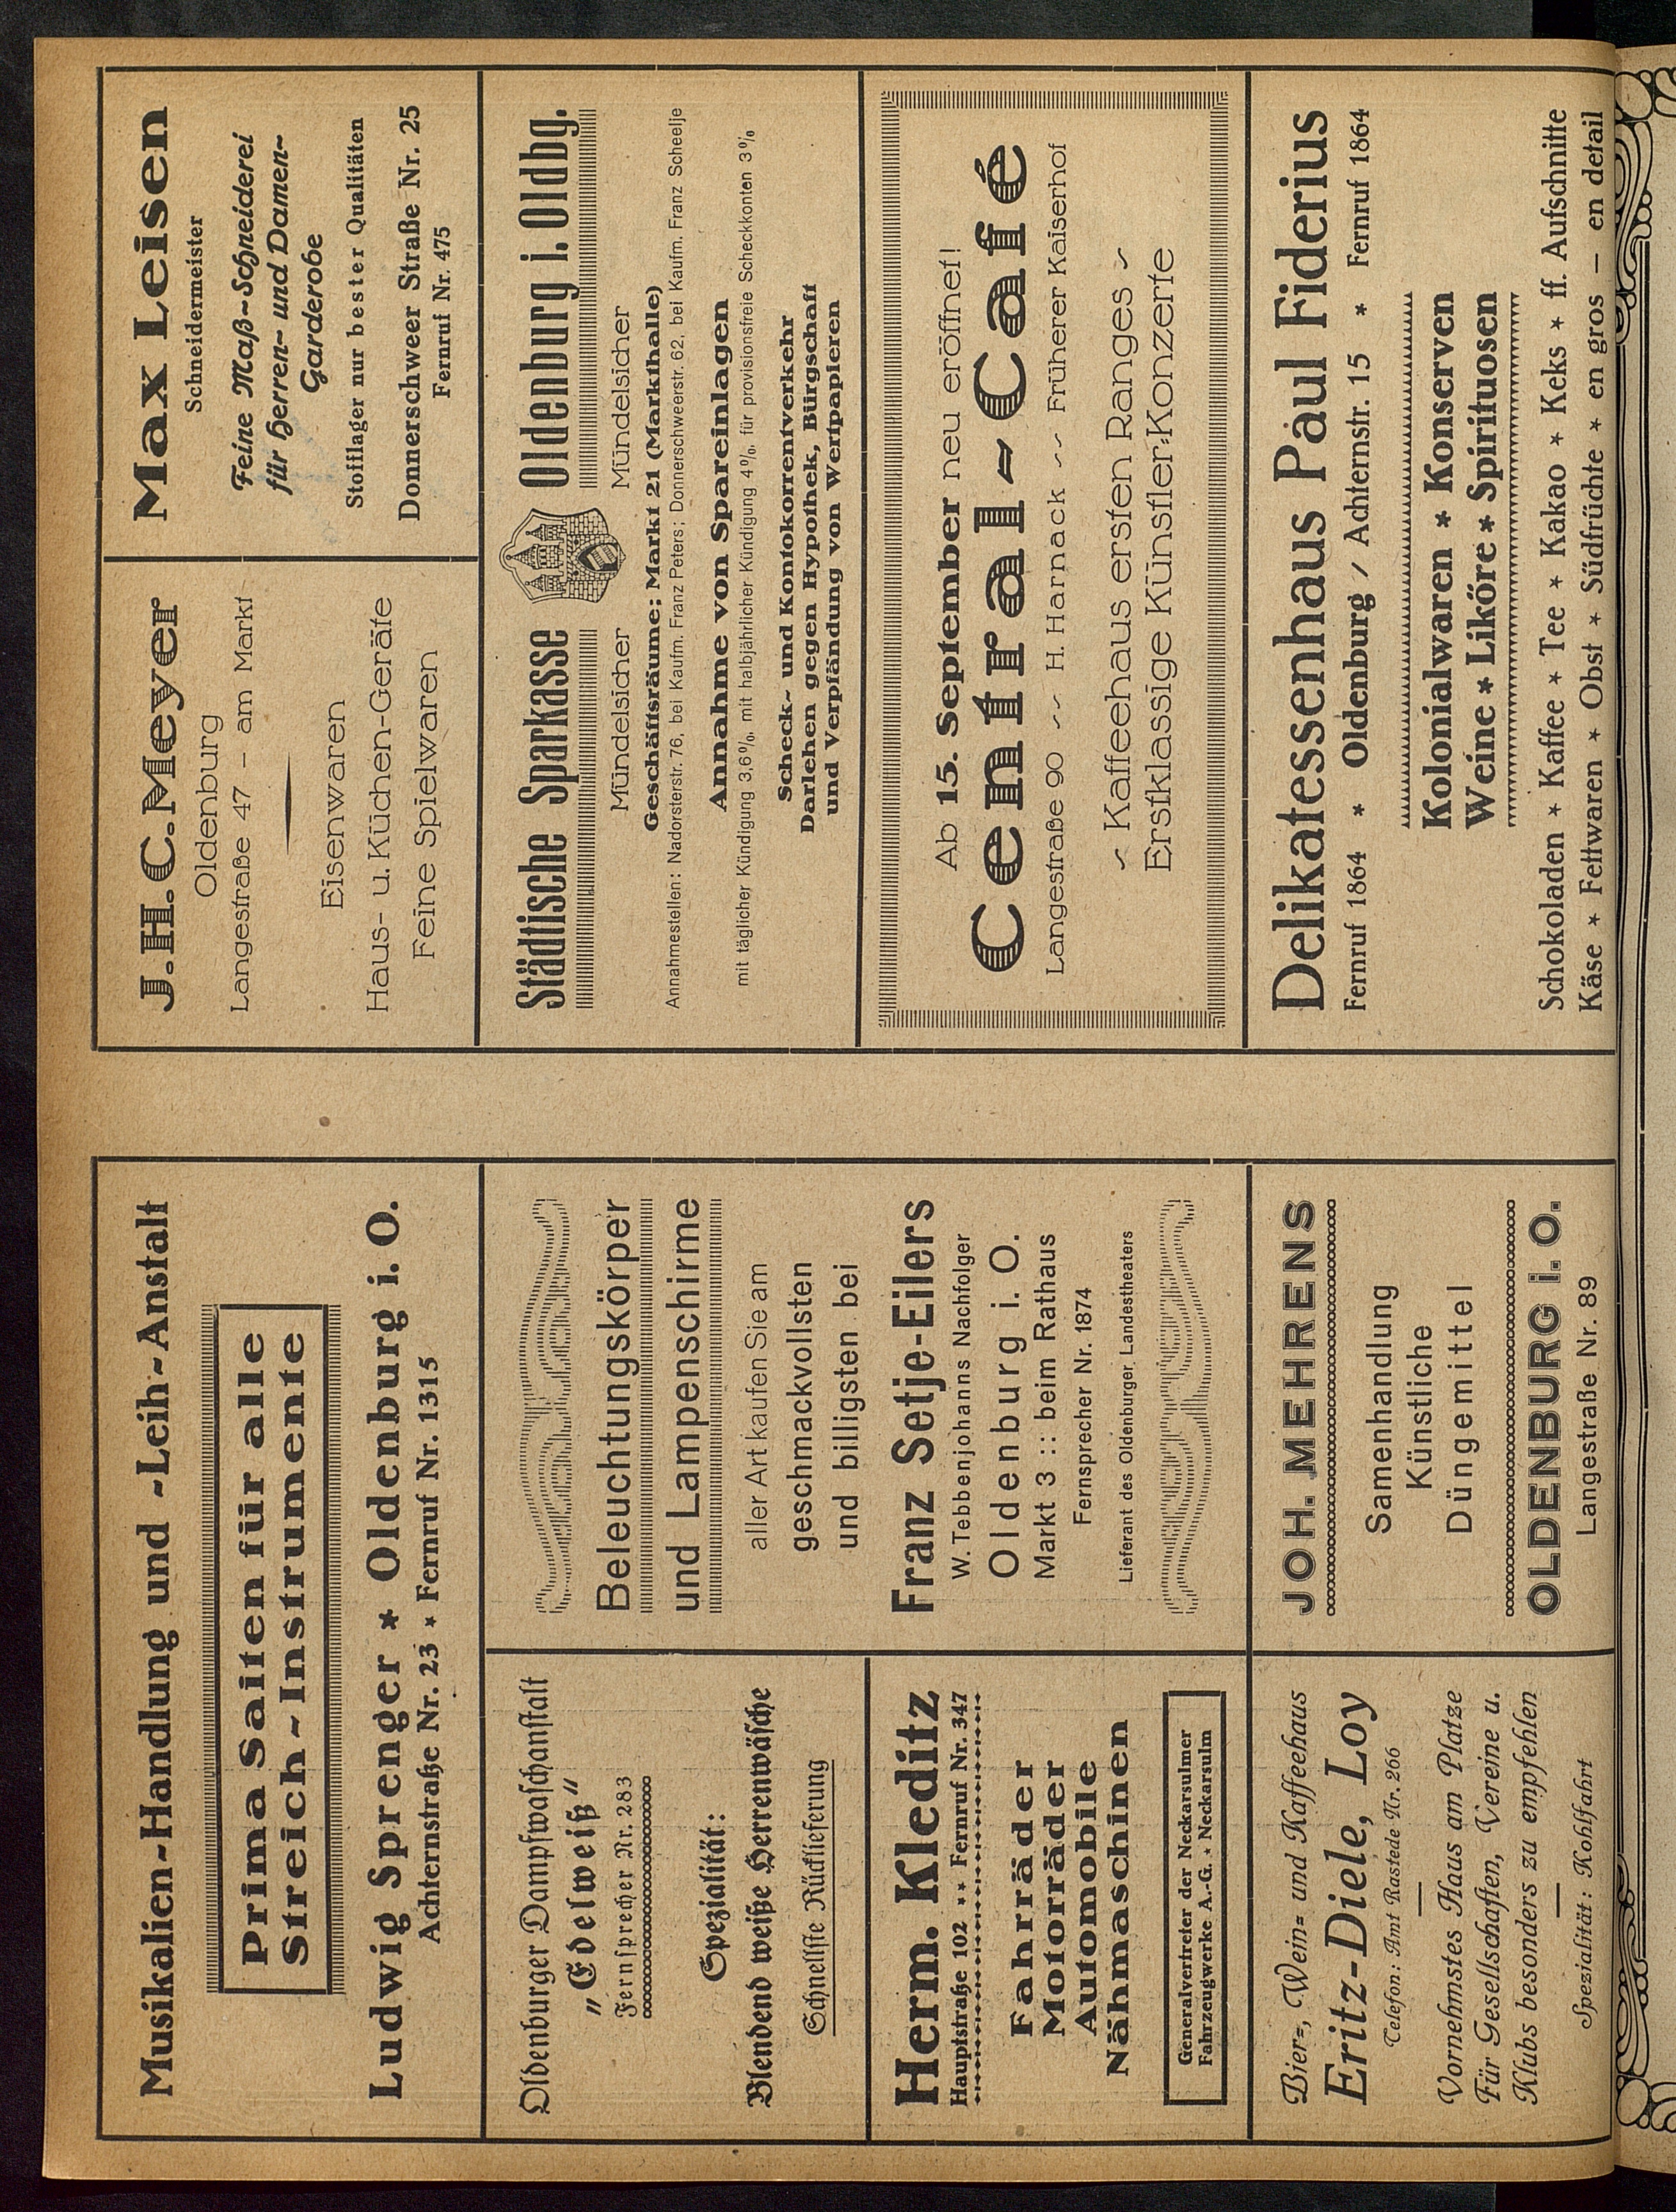 Musikalien-Handlung und -Leih-Anstalt
Prima Saiten für alle
Streich-Instrumente
Ludwig Sprenger * Oldenburg i. O.
Achternstraße Nr. 23 * Fernruf Nr. 1315
Oldenburger Dampfwaschanstalt
„Edelweiß“
Fernsprecher Nr. 283
Spezialität:
Blendend weiße Herrenwäsche
Schnellste Rücklieferung
Herm. Kleditz
Hauptstraße 102 ** Fernruf Nr. 347
Fahrräder
Motorräder
Automobile
Nähmaschinen
Generalvertreter der Neckarsulmer
Fahrzeugwerke A.-G. * Neckarsulm
Beleuchtungskörper
und Lampenschirme
aller Art kaufen Sie am
geschmackvollsten
und billigsten bei
Franz Setje-Eilers
W. Tebbenjohanns Nachfolger
Oldenburg i. O.
Markt 3 :: beim Rathaus
Fernsprecher Nr. 1874
Lieferant des Oldenburger Landestheaters
Bier-, Wein- und Kaffeehaus
Eritz-Diele, Loy
Telefon: Amt Rastede Nr. 266
Vornehmstes Haus am Platze
Für Gesellschaften, Vereine u.
Klubs besonders zu empfehlen
Spezialität: Kohlfahrt
JOH. MEHRENS
Samenhandlung
Künstliche
Düngemittel
OLDENBURG i. O.
Langestraße Nr. 89
J. H. C. Meyer
Oldenburg
Langestraße 47 – am Markt
Eisenwaren
Haus- u. Küchen-Geräte
Feine Spielwaren
Max Leisen
Schneidermeister
Feine Maß-Schneiderei
für Herren- und Damen-
Garderobe
Stofflager nur bester Qualitäten
Donnerschweer Straße Nr. 25
Fernruf Nr. 475
Städtische Sparkasse Oldenburg i. Oldbg.
Mündelsicher Mündelsicher
Geschäftsräume; Markt 21 (Markthalle)
Annahmestellen: Nadorsterstr. 76, bei Kaufm. Franz Peters; Donnerschweerstr. 62, bei Kaufm. Franz Scheelje
Annahme von Spareinlagen
mit täglicher Kündigung 3,6%, mit halbjährlicher Kündigung 4%, für provisionsfreie Scheckkonten 3%
Scheck- und Kontokorrentverkehr
Darlehen gegen Hypothek, Bürgschaft
und Verpfändung von Wertpapieren
Ab 15. September neu eröffnet!
Central-Café
Langestraße 90 -- H. Harnack -- Früherer Kaiserhof
~ Kaffeehaus ersten Ranges ~
Erstklassige Künstler-Konzerte
Delikatessenhaus Paul Fiderius
Fernruf 1864 * Oldenburg / Achternstr. 15 * Fernruf 1864
Kolonialwaren * Konserven
Weine * Liköre * Spirituosen
Schokoladen * Kaffee * Tee * Kakao * Keks * ff. Aufschnitte
Käse * Fettwaren * Obst * Südfrüchte * en gros – en detail